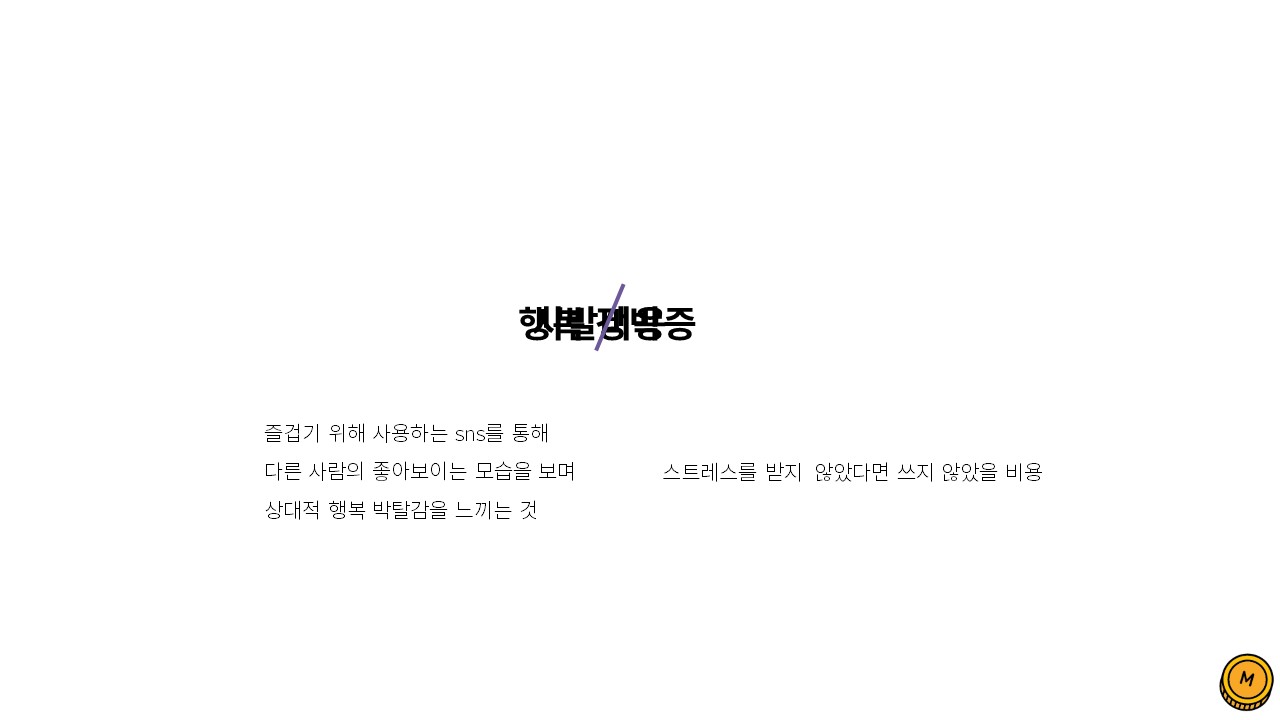 즐겁기 위해 사용하는 sns를 통해
다른 사람의 좋아보이는 모습을 보며
상대적 행복 박탈감을 느끼는 것
스트레스를 받지 않았다면 쓰지 않았을 비용
M